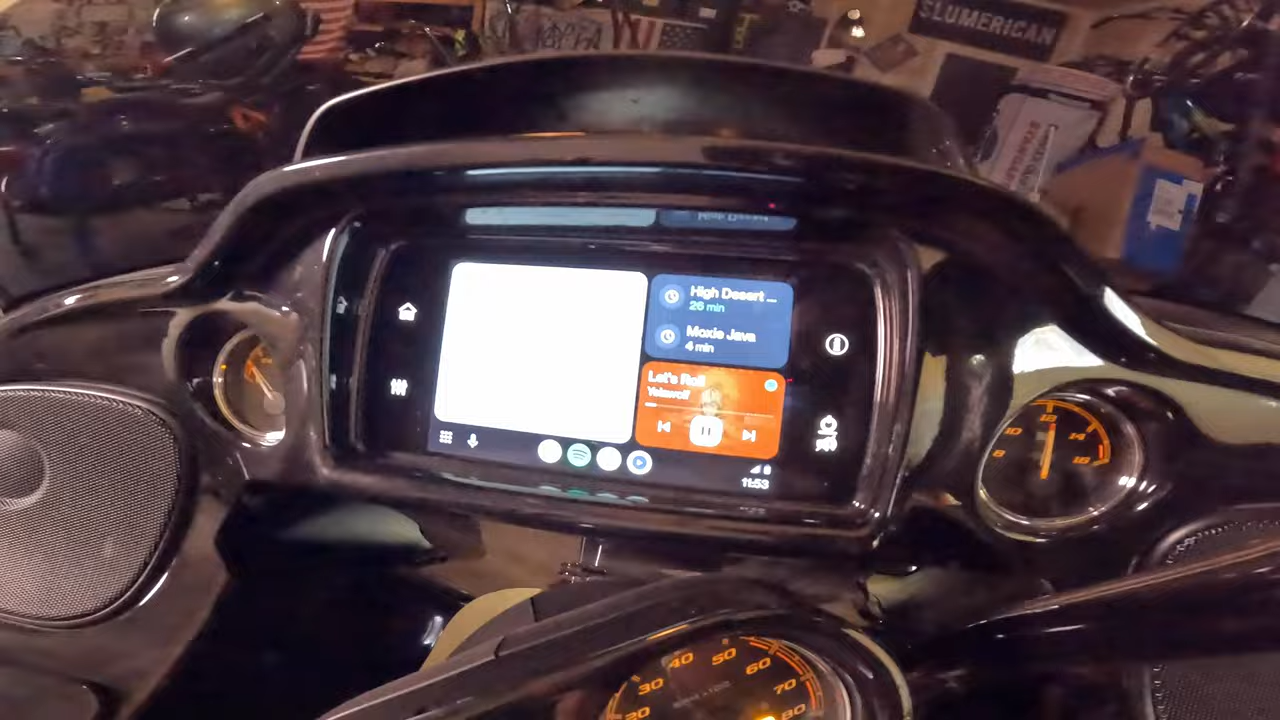 SLUMERICAN
High Desert ...
26 min
Moxie Java
4 min
Let's Roll
Yelawolf
11:53
8
10
12
14
16
20
30
40
50
60
70
80